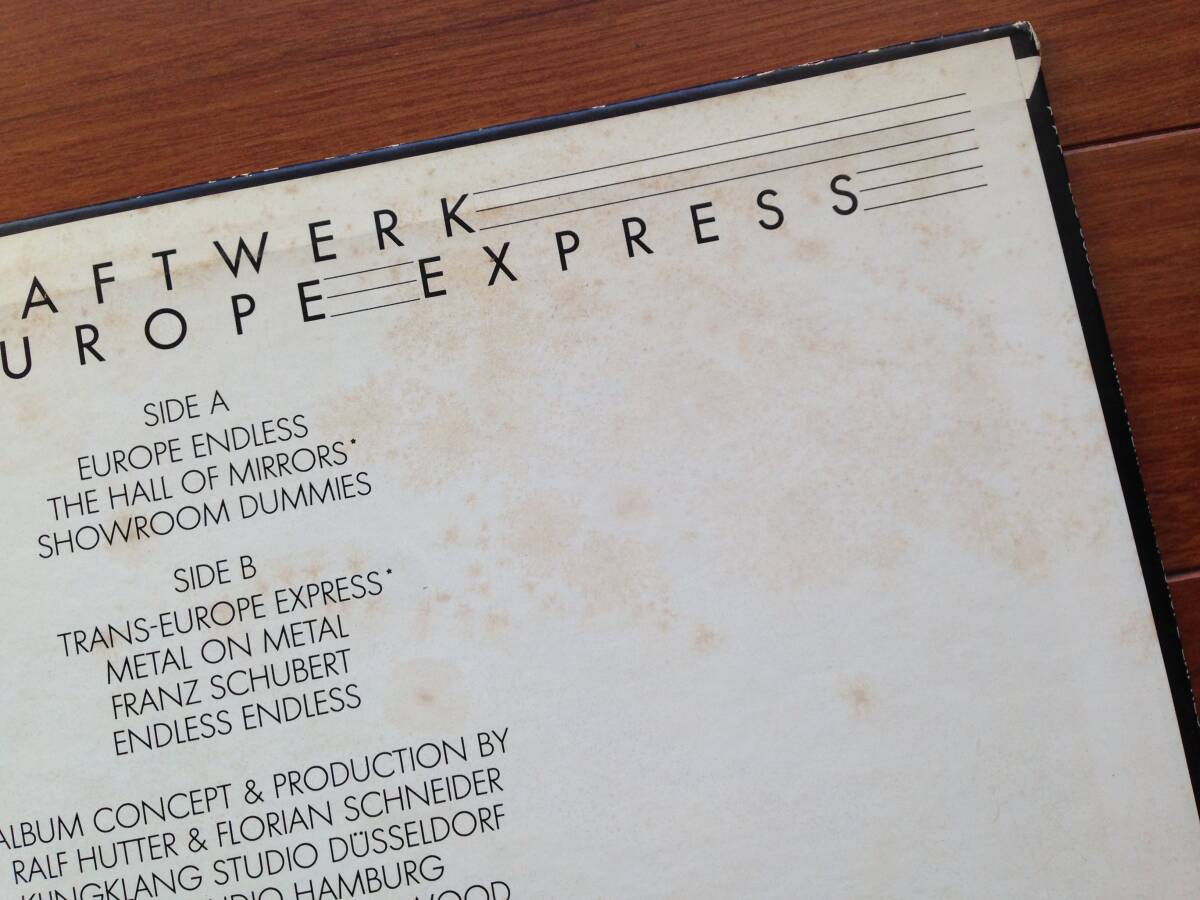 AFTWERK
UROPE EXPRESS
SIDE A
EUROPE ENDLESS
THE HALL OF MIRRORS*
SHOWROOM DUMMIES
SIDE B
TRANS-EUROPE EXPRESS*
METAL ON METAL
FRANZ SCHUBERT
ENDLESS ENDLESS
ALBUM CONCEPT & PRODUCTION BY
RALF HUTTER & FLORIAN SCHNEIDER
KLINGKLANG STUDIO DÜSSELDORF
HAMBURG